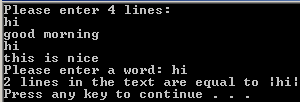 Please enter 4 lines:
hi
good morning
hi
this is nice
Please enter a word: hi
2 lines in the text are equal to |hi|
Press any key to continue . . .